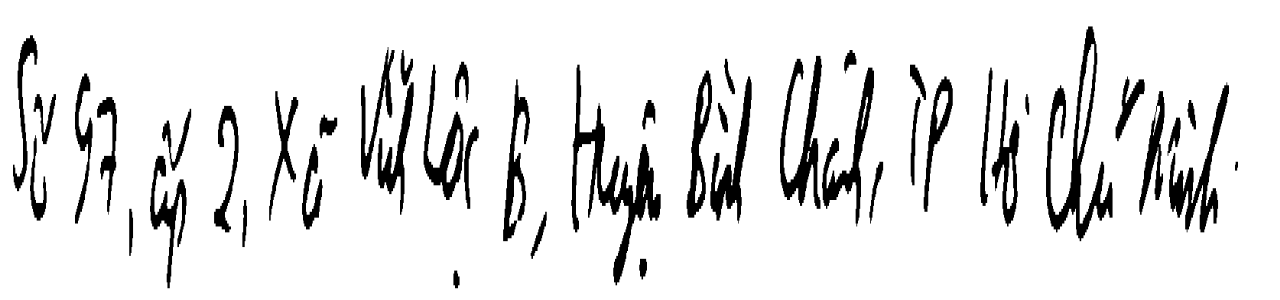 Số 97, ấp 2, Xã Vĩnh Lộc B, Huyện Bình Chánh, TP Hồ Chí Minh.